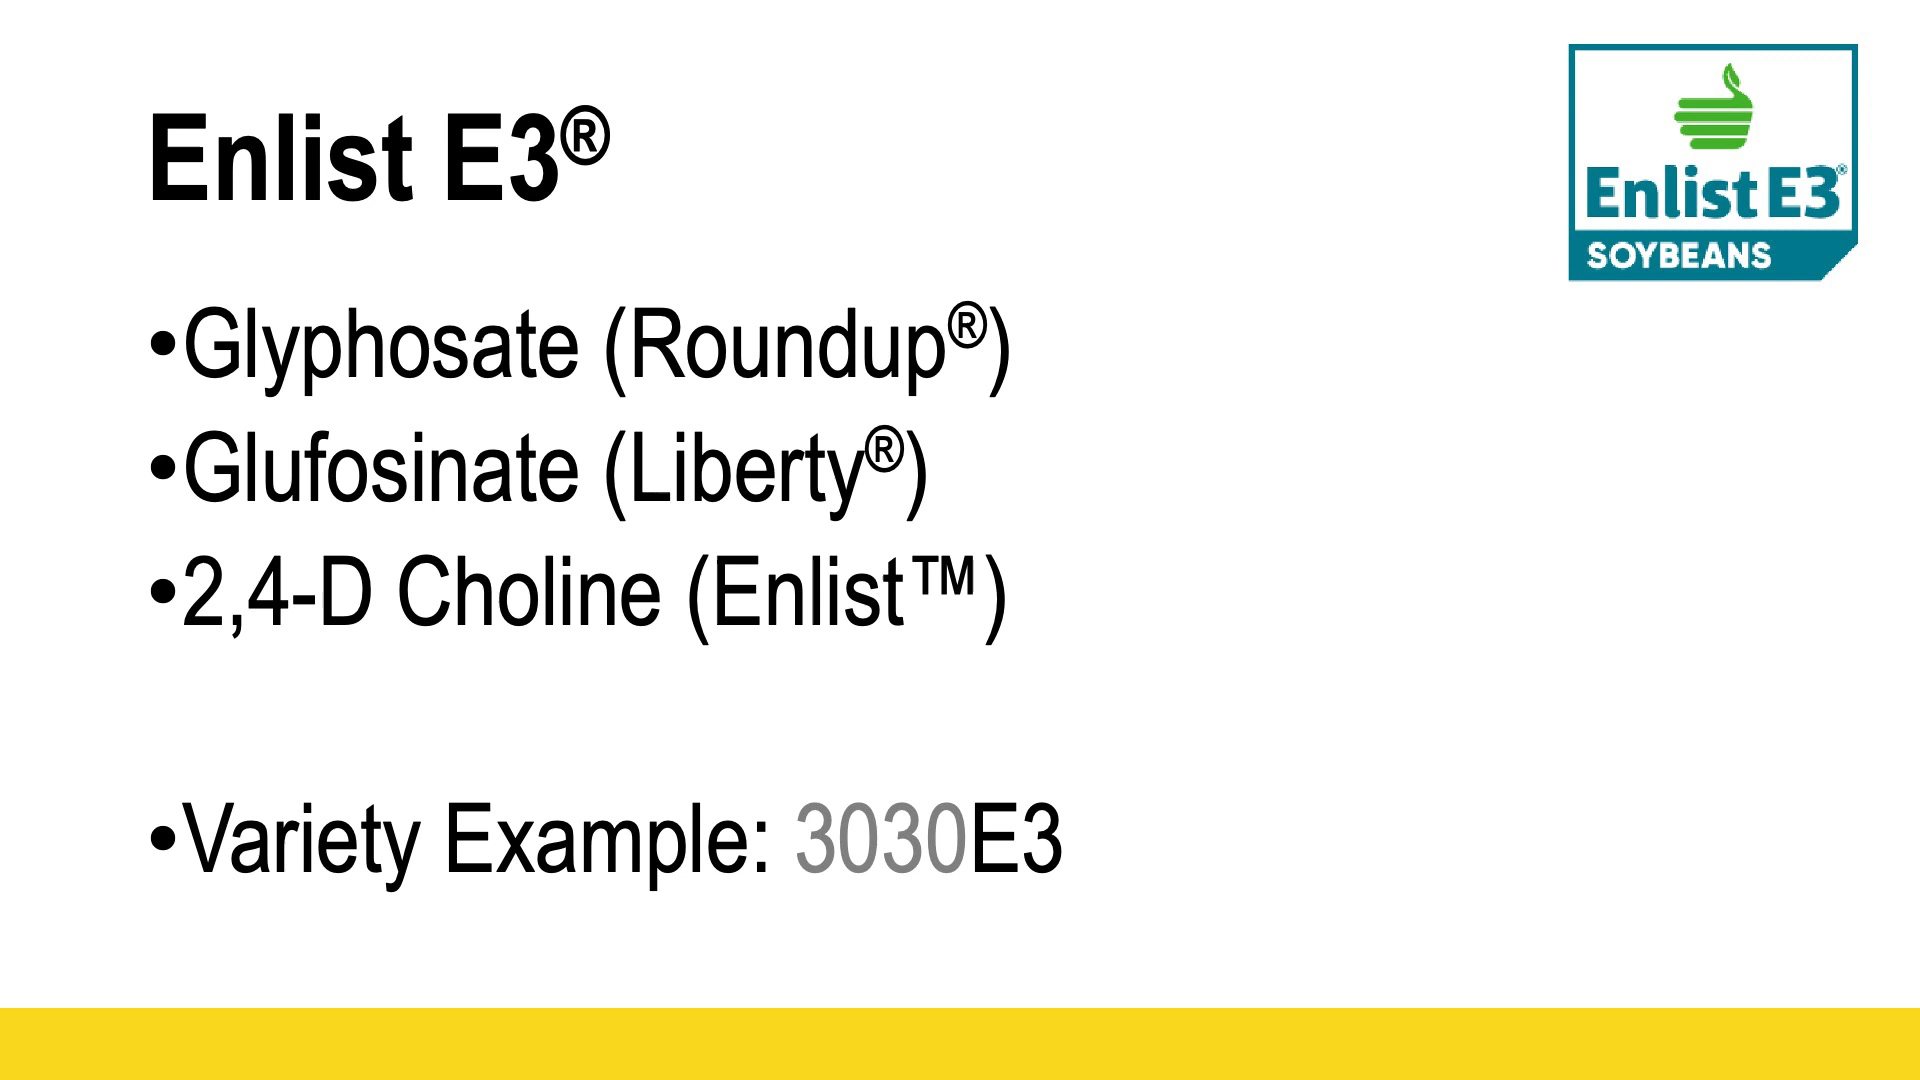 Enlist E3®
Enlist E3®
SOYBEANS
•Glyphosate (Roundup®)
•Glufosinate (Liberty®)
•2,4-D Choline (Enlist™)
•Variety Example: 3030E3